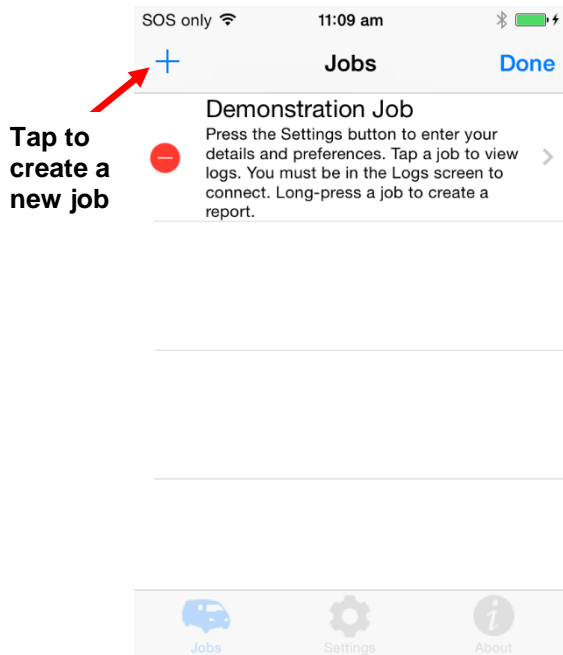 SOS only 11:09 am
Jobs Done
Tap to
create a
new job
Demonstration Job
Press the Settings button to enter your
details and preferences. Tap a job to view
logs. You must be in the Logs screen to
connect. Long-press a job to create a
report.
Jobs Settings About